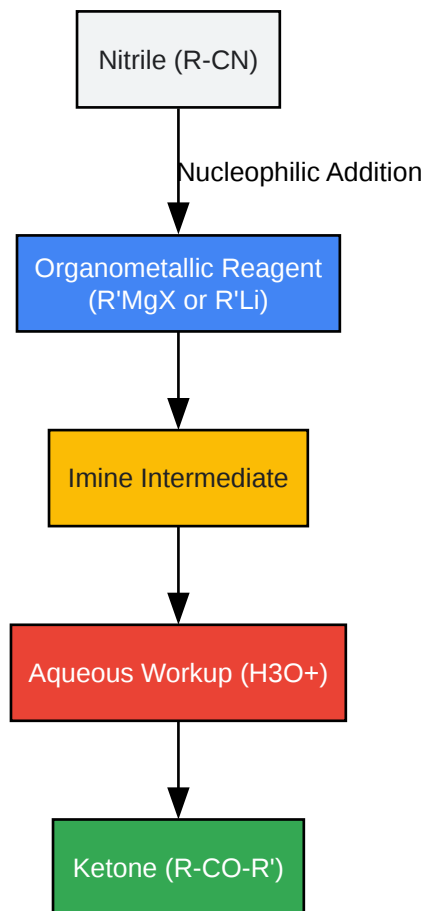 Nitrile (R-CN)
Nucleophilic Addition
Organometallic Reagent
(R'MgX or R'Li)
Imine Intermediate
Aqueous Workup (H3O+)
Ketone (R-CO-R')